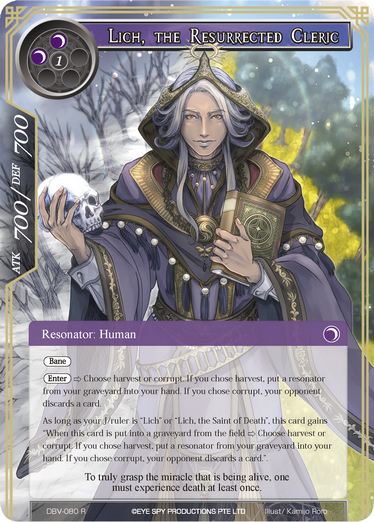 Lich, the Resurrected Cleric
1
ATK 700/ DEF 700
Resonator: Human
Bane
Enter ⇨ Choose harvest or corrupt. If you chose harvest, put a resonator
from your graveyard into your hand. If you chose corrupt, your opponent
discards a card.
As long as your J/ruler is "Lich" or "Lich, the Saint of Death", this card gains
"When this card is put into a graveyard from the field ⇨ Choose harvest or
corrupt. If you chose harvest, put a resonator from your graveyard into your
hand. If you chose corrupt, your opponent discards a card.".
To truly grasp the miracle that is being alive, one
must experience death at least once.
DBV-080 R ©EYE SPY PRODUCTIONS PTE LTD Illust/ Kamijo Roro